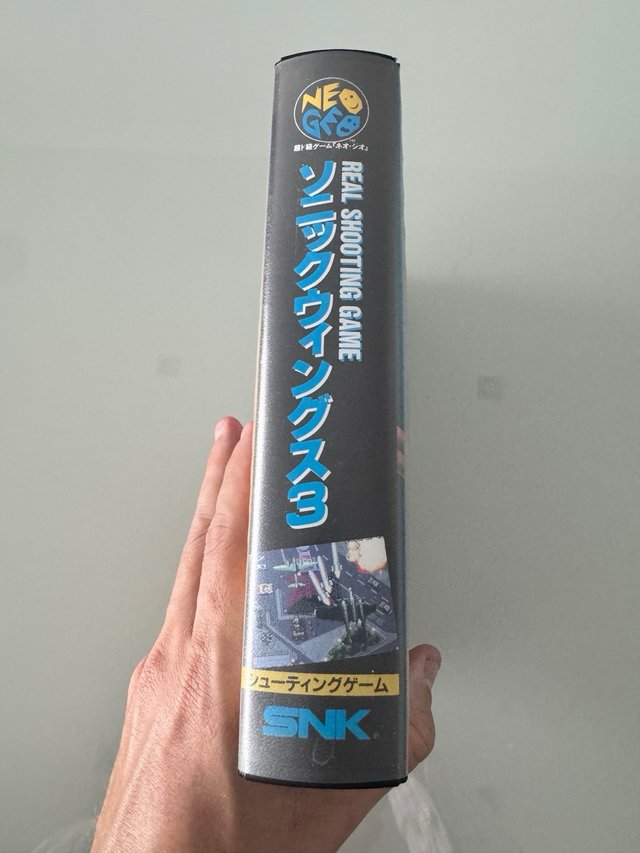 NEO
GEO
TM
超ド級ゲーム「ネオ・ジオ」
REAL SHOOTING GAME
ソニックウィングス3
シューティングゲーム
SNK®